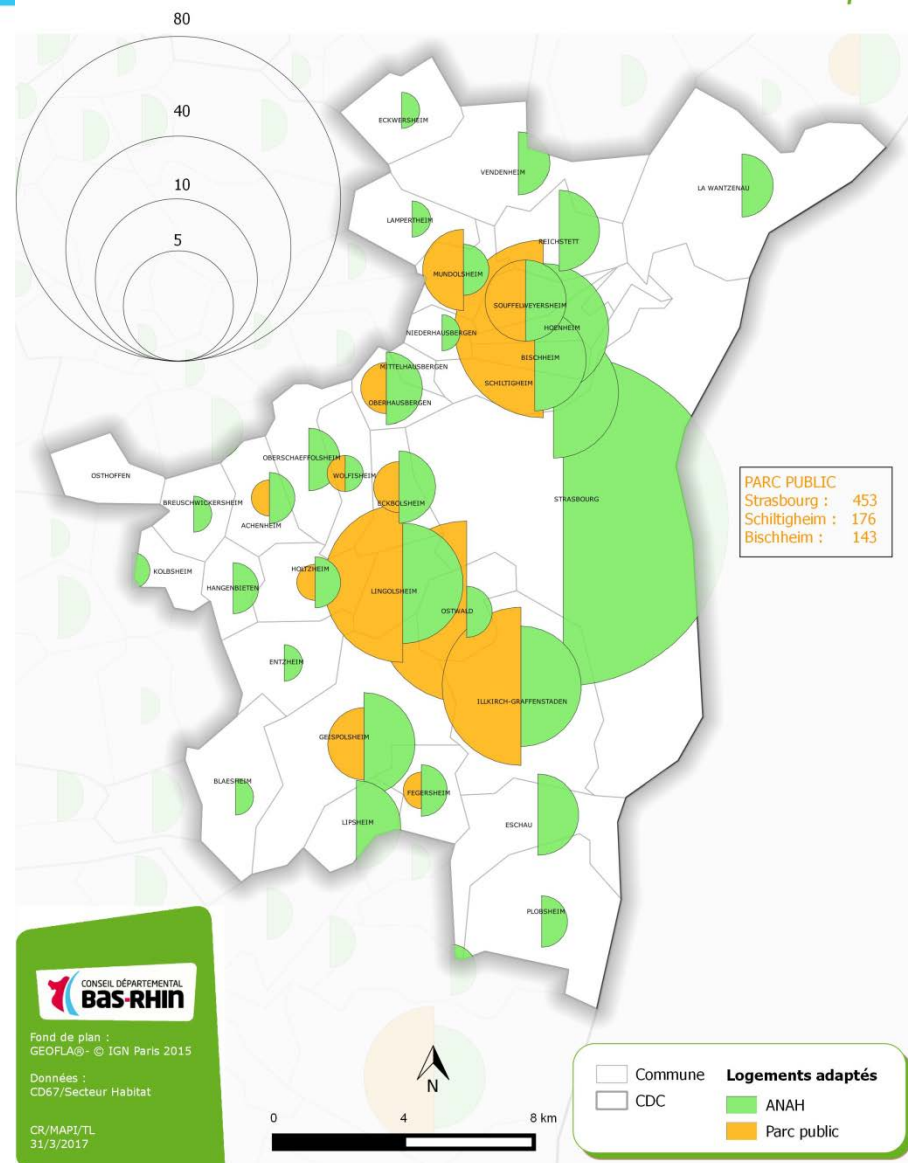 80
40
10
5
ECKWERSHEIM
VENDENHEIM
LA WANTZENAU
LAMPERTHEIM
REICHSTETT
MUNDOLSHEIM
SOUFFELWEYERSHEIM
HOENHEIM
NIEDERHAUSBERGEN
BISCHHEIM
MITTELHAUSBERGEN
SCHILTIGHEIM
OBERHAUSBERGEN
OBERSCHAEFFOLSHEIM
OSTHOFFEN
WOLFISHEIM
STRASBOURG
BREUSCHWICKERSHEIM
ECKBOLSHEIM
ACHENHEIM
PARC PUBLIC
Strasbourg : 453
Schiltigheim : 176
Bischheim : 143
KOLBSHEIM
HOLTZHEIM
HANGENBIETEN
LINGOLSHEIM
OSTWALD
ENTZHEIM
ILLKIRCH-GRAFFENSTADEN
GEISPOLSHEIM
BLAESHEIM
FEGERSHEIM
LIPSHEIM
ESCHAU
PLOBSHEIM
CONSEIL DÉPARTEMENTAL
BAS-RHIN
Fond de plan :
GEOFLA®- © IGN Paris 2015
Données :
CD67/Secteur Habitat
CR/MAPI/TL
31/3/2017
N
0 4 8 km
Commune
CDC
Logements adaptés
ANAH
Parc public